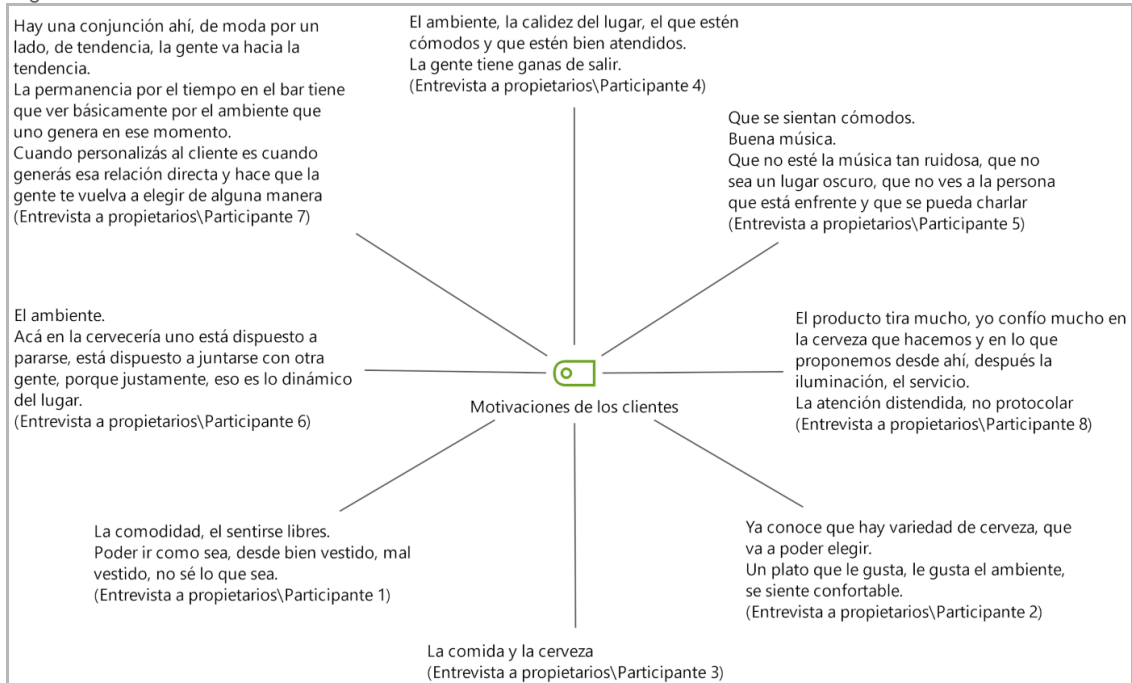 Hay una conjunción ahí, de moda por un
lado, de tendencia, la gente va hacia la
tendencia.
La permanencia por el tiempo en el bar tiene
que ver básicamente por el ambiente que
uno genera en ese momento.
Cuando personalizás al cliente es cuando
generás esa relación directa y hace que la
gente te vuelva a elegir de alguna manera
(Entrevista a propietarios\Participante 7)
El ambiente, la calidez del lugar, el que estén
cómodos y que estén bien atendidos.
La gente tiene ganas de salir.
(Entrevista a propietarios\Participante 4)
Que se sientan cómodos.
Buena música.
Que no esté la música tan ruidosa, que no
sea un lugar oscuro, que no ves a la persona
que está enfrente y que se pueda charlar
(Entrevista a propietarios\Participante 5)
El ambiente.
Acá en la cervecería uno está dispuesto a
pararse, está dispuesto a juntarse con otra
gente, porque justamente, eso es lo dinámico
del lugar.
(Entrevista a propietarios\Participante 6)
Motivaciones de los clientes
El producto tira mucho, yo confío mucho en
la cerveza que hacemos y en lo que
proponemos desde ahí, después la
iluminación, el servicio.
La atención distendida, no protocolar
(Entrevista a propietarios\Participante 8)
La comodidad, el sentirse libres.
Poder ir como sea, desde bien vestido, mal
vestido, no sé lo que sea.
(Entrevista a propietarios\Participante 1)
Ya conoce que hay variedad de cerveza, que
va a poder elegir.
Un plato que le gusta, le gusta el ambiente,
se siente confortable.
(Entrevista a propietarios\Participante 2)
La comida y la cerveza
(Entrevista a propietarios\Participante 3)